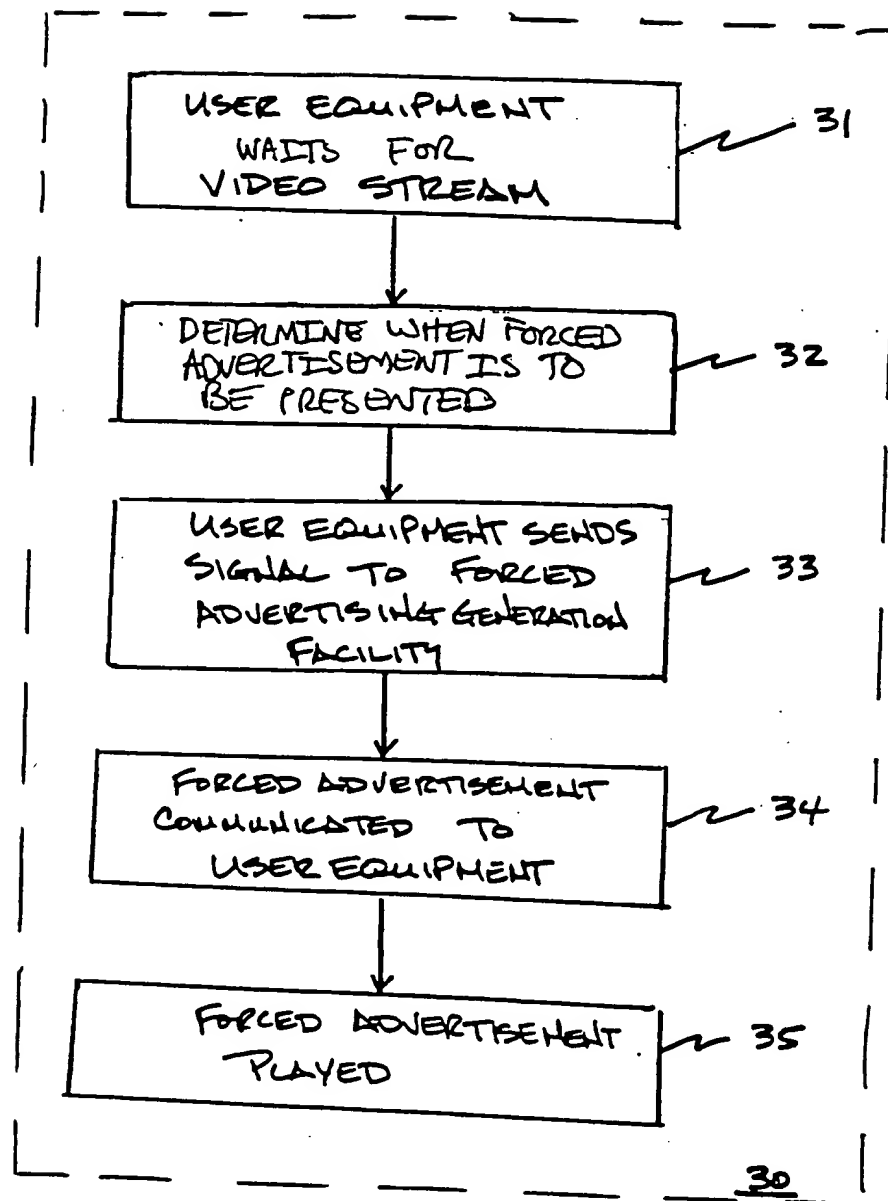 USER EQUIPMENT
WAITS FOR
VIDEO STREAM
31
DETERMINE WHEN FORCED
ADVERTISEMENT IS TO
BE PRESENTED
32
USER EQUIPMENT SENDS
SIGNAL TO FORCED
ADVERTISING GENERATION
FACILITY
33
FORCED ADVERTISEMENT
COMMUNICATED TO
USER EQUIPMENT
34
FORCED ADVERTISEMENT
PLAYED
35
30